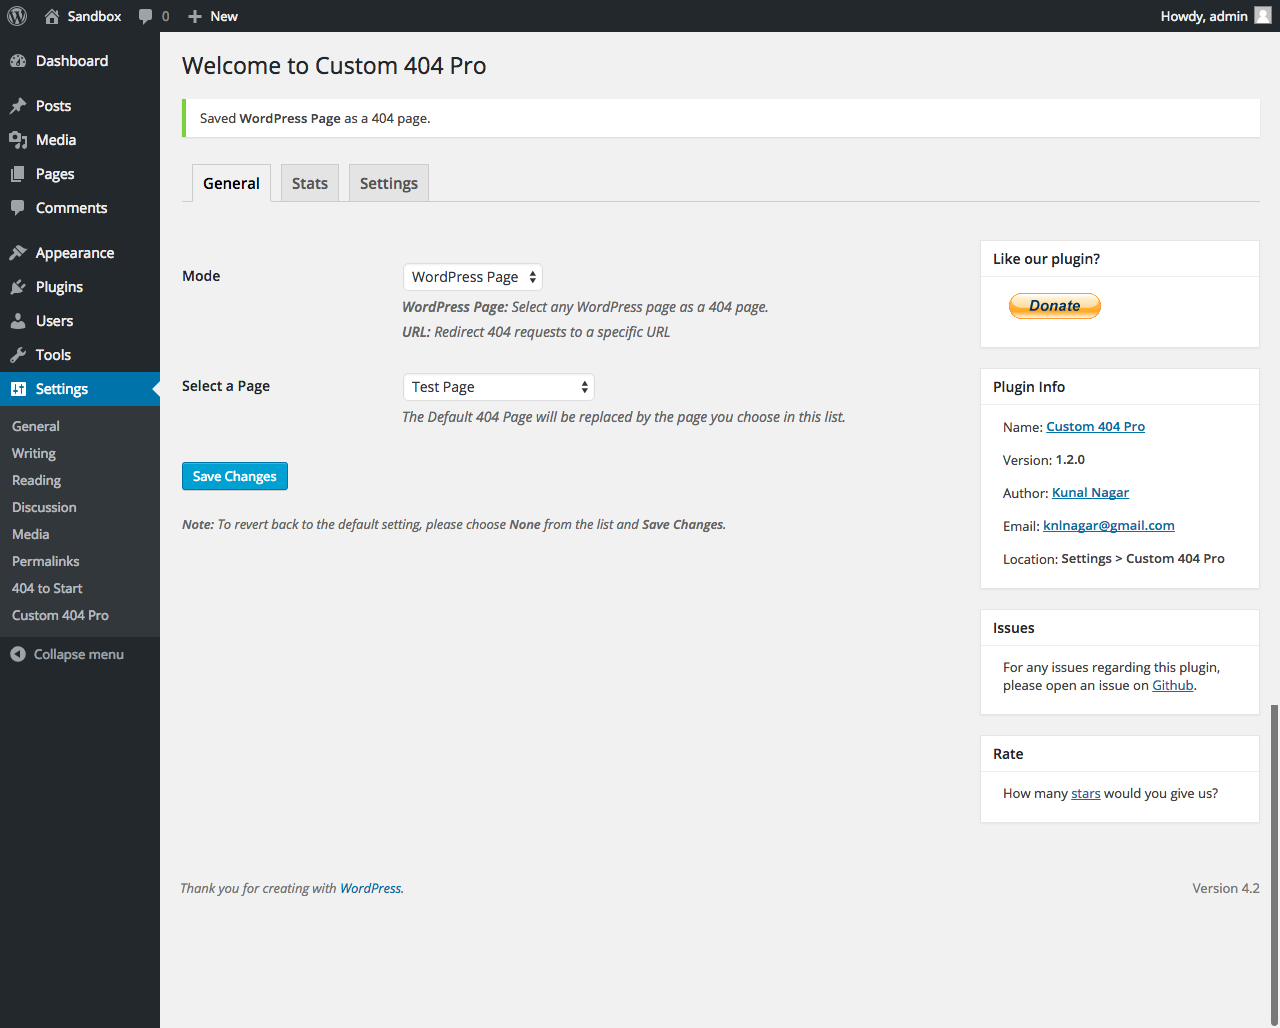 Sandbox 0 New Howdy, admin
Dashboard
Posts
Media
Pages
Comments
Appearance
Plugins
Users
Tools
Settings
General
Writing
Reading
Discussion
Media
Permalinks
404 to Start
Custom 404 Pro
Collapse menu
Welcome to Custom 404 Pro
Saved WordPress Page as a 404 page.
General Stats Settings
Mode WordPress Page
WordPress Page: Select any WordPress page as a 404 page.
URL: Redirect 404 requests to a specific URL
Select a Page Test Page
The Default 404 Page will be replaced by the page you choose in this list.
Save Changes
Note: To revert back to the default setting, please choose None from the list and Save Changes.
Like our plugin?
Donate
Plugin Info
Name: Custom 404 Pro
Version: 1.2.0
Author: Kunal Nagar
Email: knlnagar@gmail.com
Location: Settings > Custom 404 Pro
Issues
For any issues regarding this plugin,
please open an issue on Github.
Rate
How many stars would you give us?
Thank you for creating with WordPress. Version 4.2